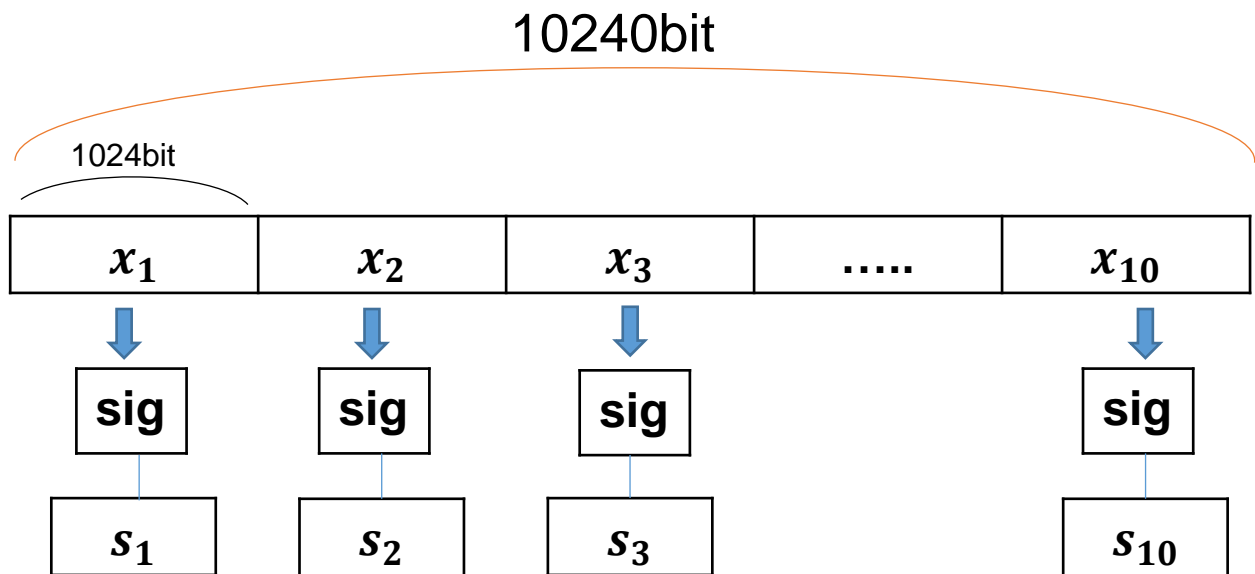 10240bit
1024bit
x₁ x₂ x₃ ..... x₁₀
sig sig sig sig
s₁ s₂ s₃ s₁₀